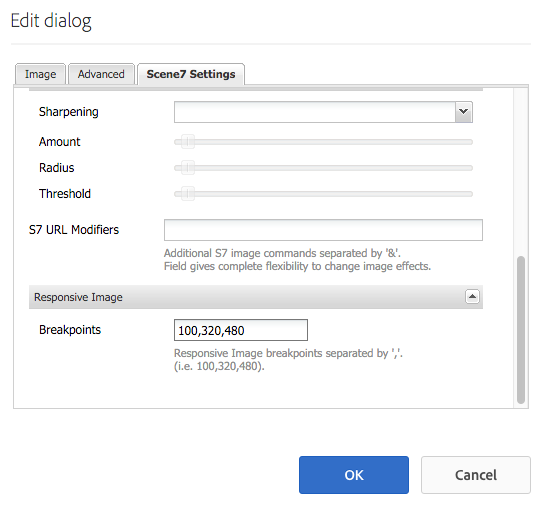 Edit dialog
Image Advanced Scene7 Settings
Sharpening
Amount
Radius
Threshold
S7 URL Modifiers
Additional S7 image commands separated by '&'.
Field gives complete flexibility to change image effects.
Responsive Image
Breakpoints 100,320,480
Responsive Image breakpoints separated by ','.
(i.e. 100,320,480).
OK Cancel